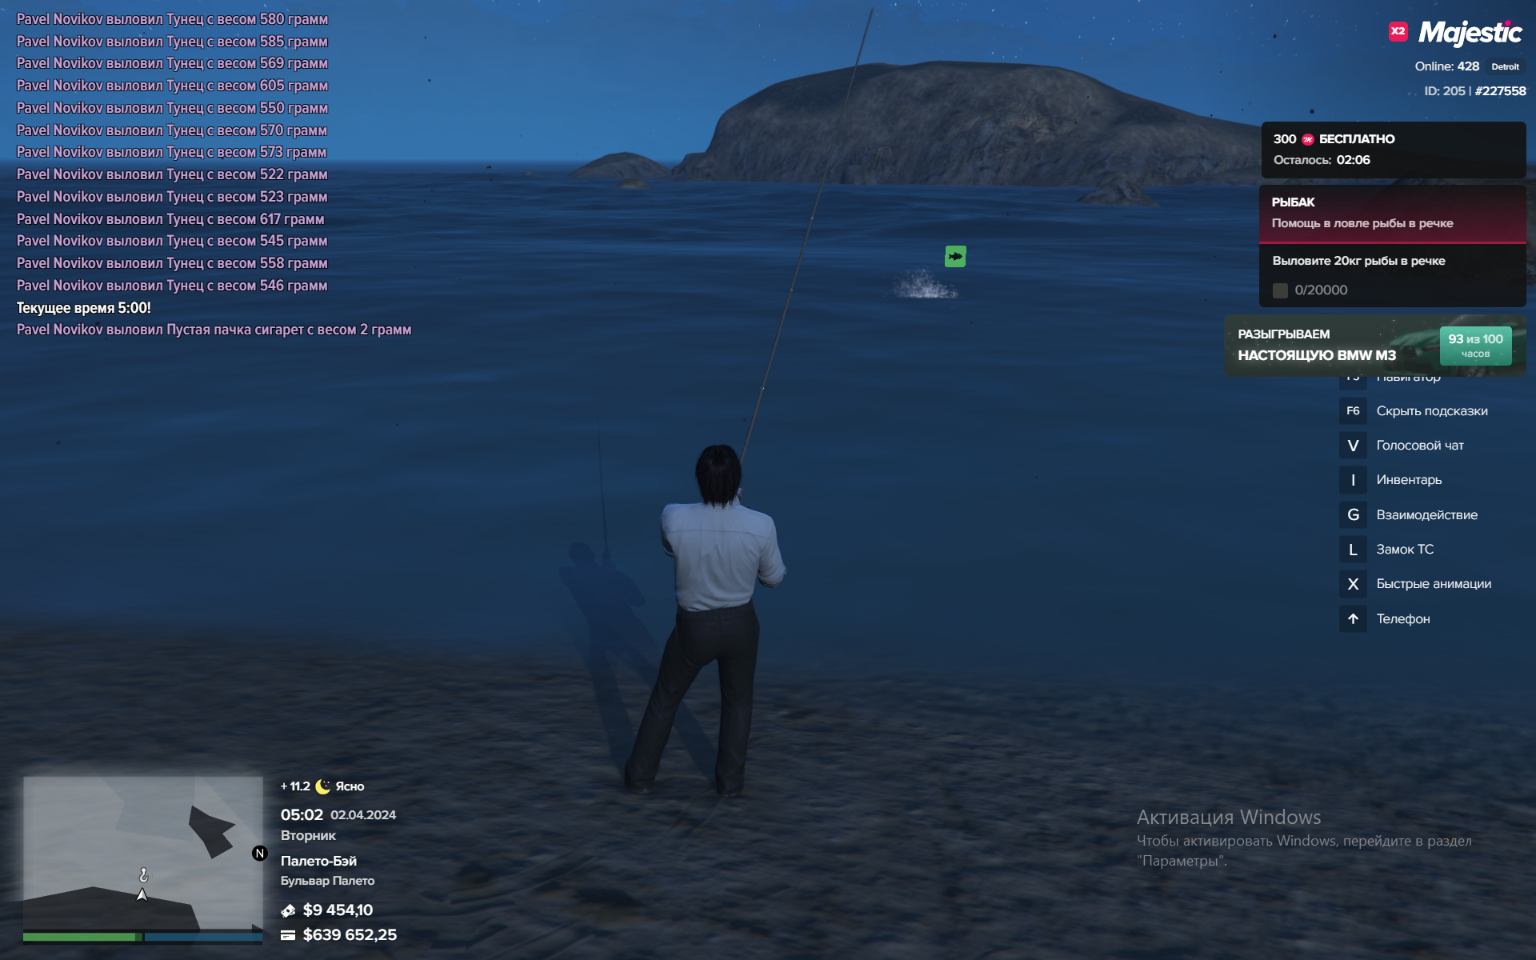 Pavel Novikov выловил Тунец с весом 580 грамм
Pavel Novikov выловил Тунец с весом 585 грамм
Pavel Novikov выловил Тунец с весом 569 грамм
Pavel Novikov выловил Тунец с весом 605 грамм
Pavel Novikov выловил Тунец с весом 550 грамм
Pavel Novikov выловил Тунец с весом 570 грамм
Pavel Novikov выловил Тунец с весом 573 грамм
Pavel Novikov выловил Тунец с весом 522 грамм
Pavel Novikov выловил Тунец с весом 523 грамм
Pavel Novikov выловил Тунец с весом 617 грамм
Pavel Novikov выловил Тунец с весом 545 грамм
Pavel Novikov выловил Тунец с весом 558 грамм
Pavel Novikov выловил Тунец с весом 546 грамм
Текущее время 5:00!
Pavel Novikov выловил Пустая пачка сигарет с весом 2 грамм
X2 Majestic
Online: 428 Detroit
ID: 205 | #227558
300 БЕСПЛАТНО
Осталось: 02:06
РЫБАК
Помощь в ловле рыбы в речке
Выловите 20кг рыбы в речке
0/20000
РАЗЫГРЫВАЕМ
НАСТОЯЩУЮ BMW M3
93 из 100
часов
Навигатор
F6 Скрыть подсказки
V Голосовой чат
I Инвентарь
G Взаимодействие
L Замок ТС
X Быстрые анимации
Телефон
+11.2 Ясно
05:02 02.04.2024
Вторник
N
Палето-Бэй
Бульвар Палето
$9 454,10
$639 652,25
Активация Windows
Чтобы активировать Windows, перейдите в раздел
"Параметры".